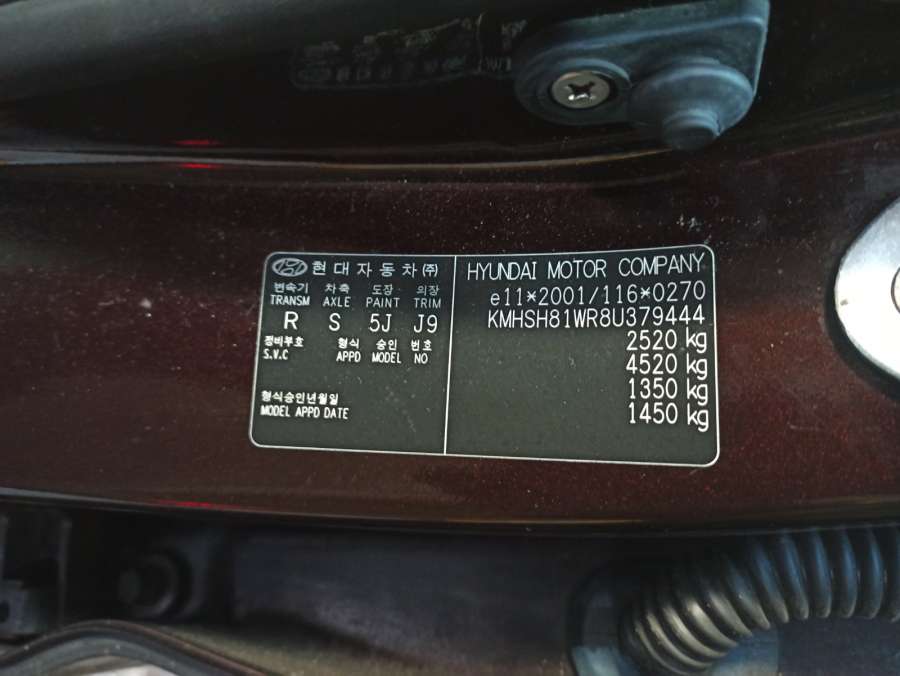 현대자동차(주)
변속기 차축 도장 의장
TRANSM AXLE PAINT TRIM
R S 5J J9
정비부호 형식 승인 번호
S.V.C APPD MODEL NO
형식승인년월일
MODEL APPD DATE
HYUNDAI MOTOR COMPANY
e11*2001/116*0270
KMHSH81WR8U379444
2520 kg
4520 kg
1350 kg
1450 kg